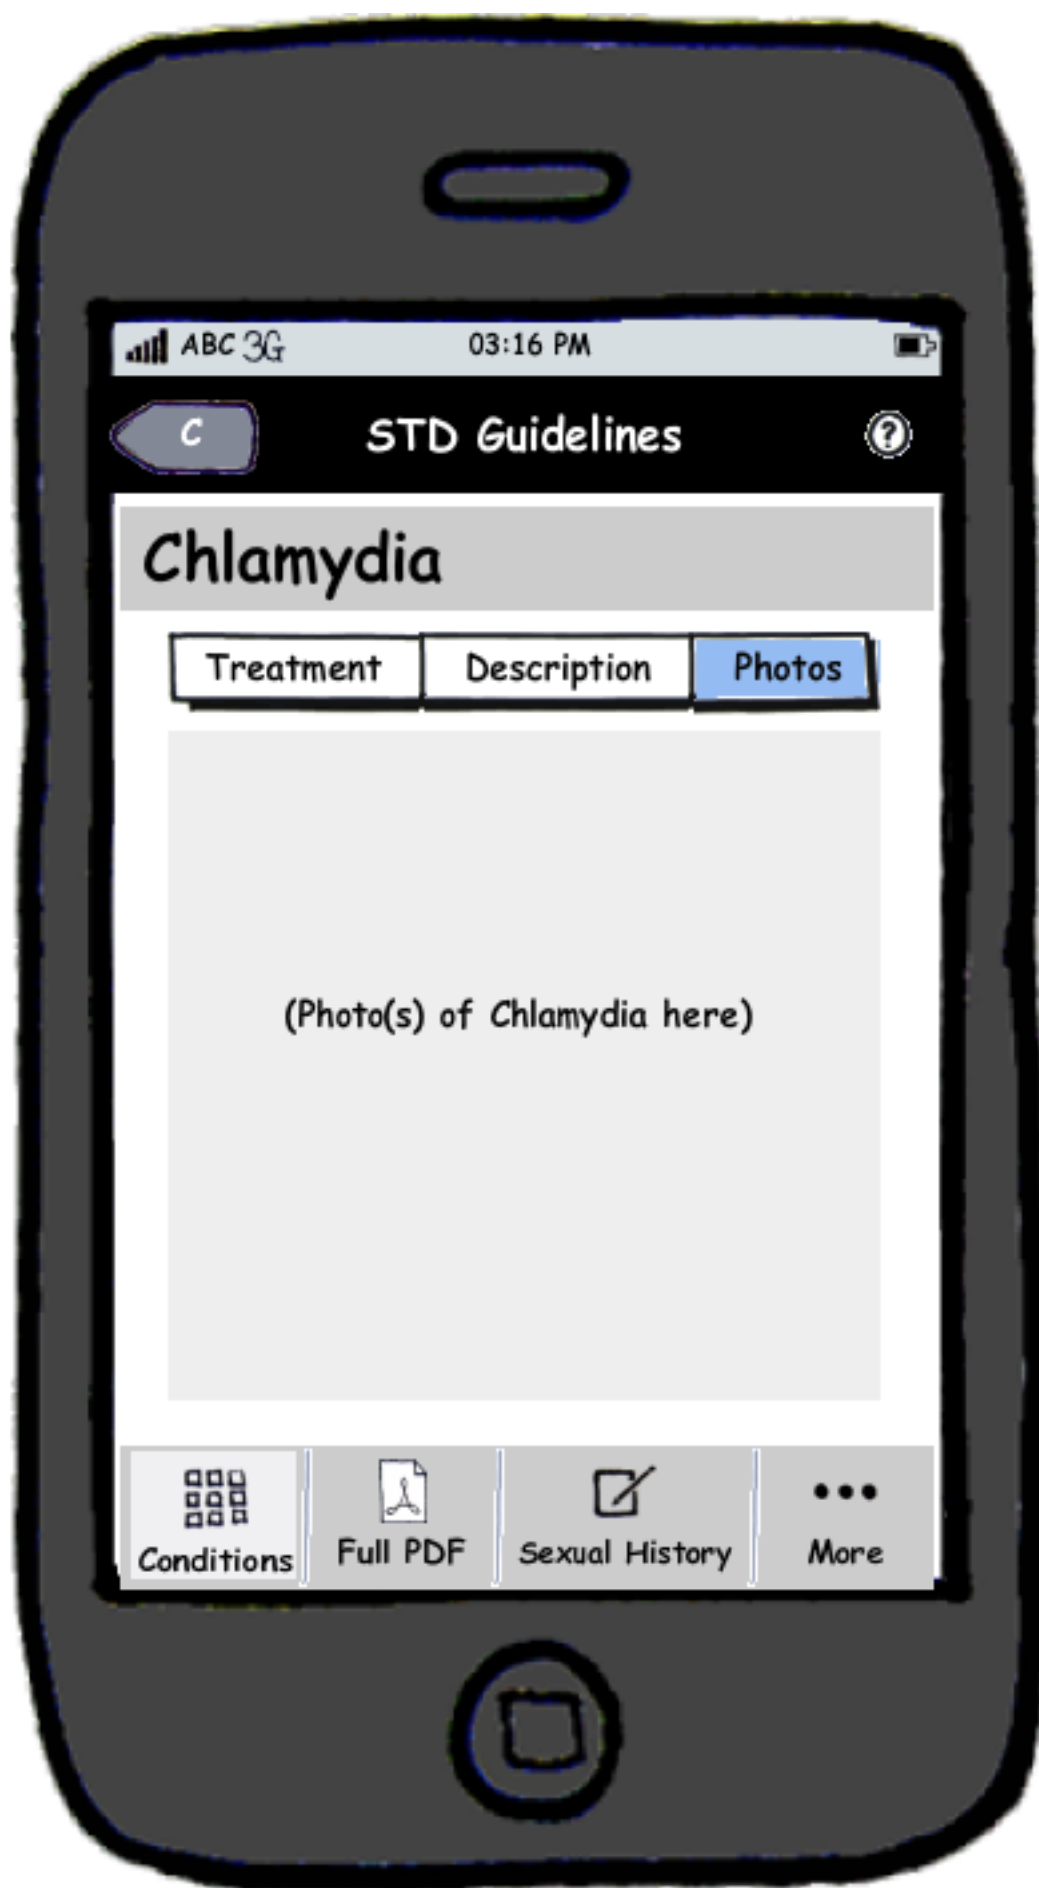 ABC 3G 03:16 PM
C STD Guidelines ?
Chlamydia
Treatment Description Photos
(Photo(s) of Chlamydia here)
Conditions Full PDF Sexual History More